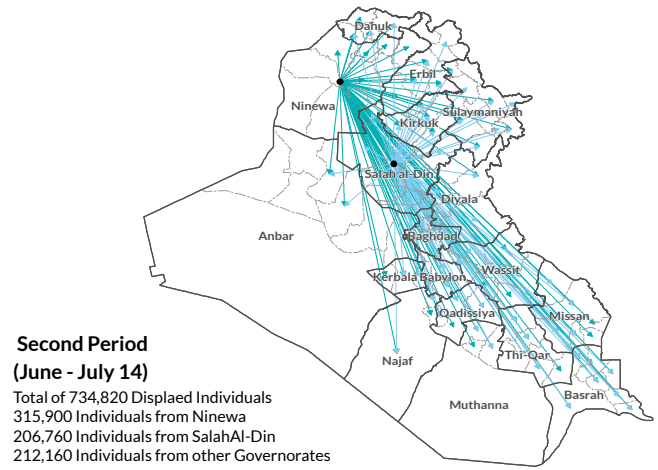 Dahuk
Erbil
Ninewa
Sulaymaniyah
Kirkuk
Salah al-Din
Diyala
Anbar
Baghdad
Wassit
Kerbala
Babylon
Qadissiya
Missan
Najaf
Thi-Qar
Basrah
Muthanna
Second Period
(June - July 14)
Total of 734,820 Displaed Individuals
315,900 Individuals from Ninewa
206,760 Individuals from SalahAl-Din
212,160 Individuals from other Governorates